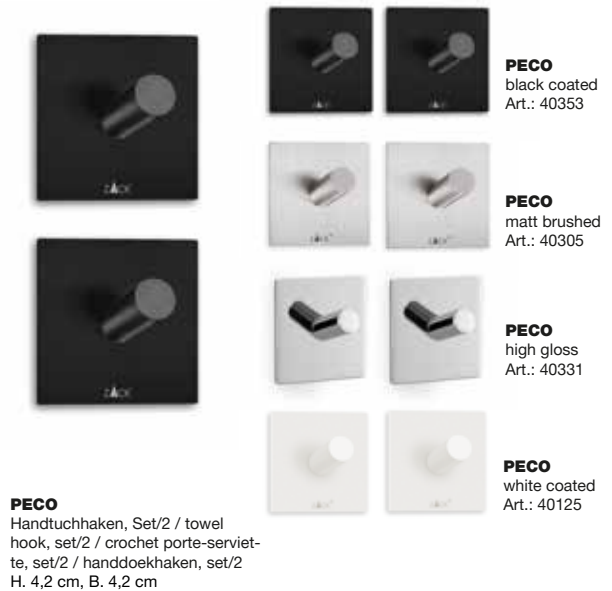 ZACK
ZACK
PECO
black coated
Art.: 40353
PECO
matt brushed
Art.: 40305
PECO
high gloss
Art.: 40331
PECO
white coated
Art.: 40125
PECO
Handtuchhaken, Set/2 / towel
hook, set/2 / crochet porte-serviet-
te, set/2 / handdoekhaken, set/2
H. 4,2 cm, B. 4,2 cm